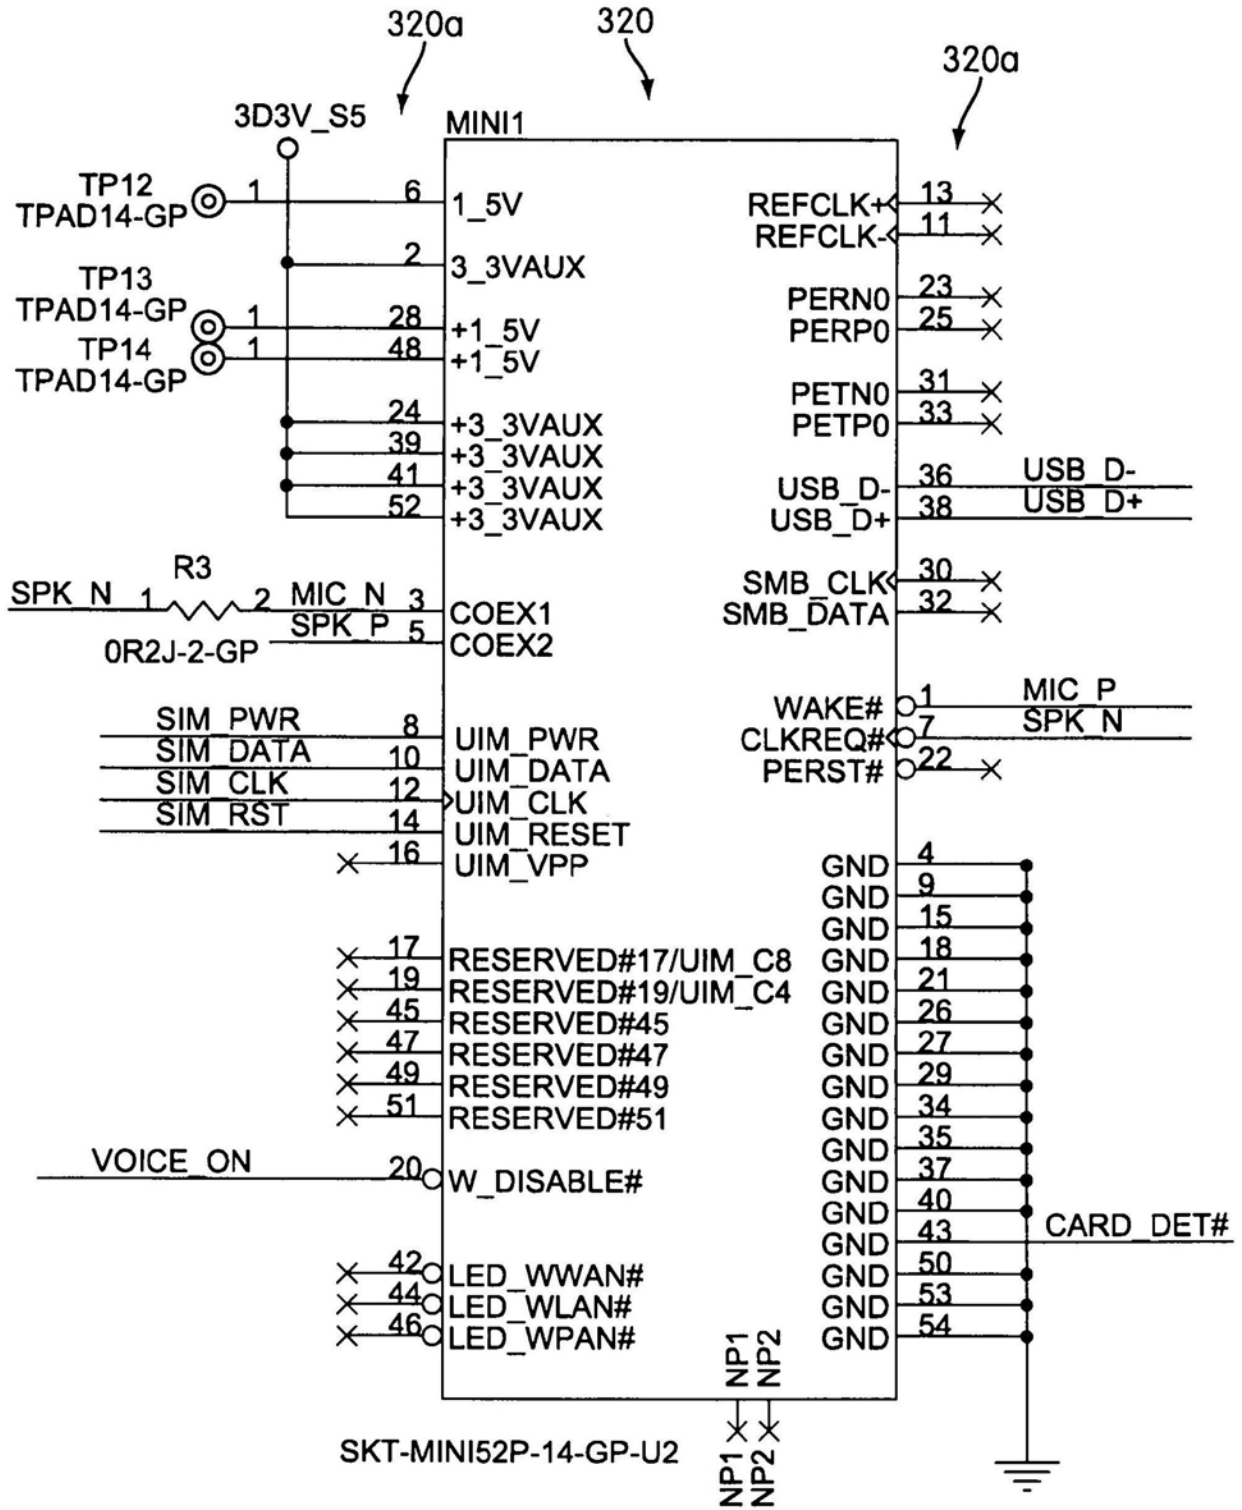 320a
320
320a
3D3V_S5
MINI1
TP12
TPAD14-GP
1
6
1_5V
2
3_3VAUX
TP13
TPAD14-GP
1
28
+1_5V
TP14
TPAD14-GP
1
48
+1_5V
24
+3_3VAUX
39
+3_3VAUX
41
+3_3VAUX
52
+3_3VAUX
R3
SPK_N 1 2 MIC_N 3
COEX1
SPK_P 5
0R2J-2-GP
COEX2
SIM_PWR 8
UIM_PWR
SIM_DATA 10
UIM_DATA
SIM_CLK 12
UIM_CLK
SIM_RST 14
UIM_RESET
16
UIM_VPP
17
RESERVED#17/UIM_C8
19
RESERVED#19/UIM_C4
45
RESERVED#45
47
RESERVED#47
49
RESERVED#49
51
RESERVED#51
VOICE_ON 20
W_DISABLE#
42
LED_WWAN#
44
LED_WLAN#
46
LED_WPAN#
REFCLK+ 13
REFCLK- 11
PERN0 23
PERP0 25
PETN0 31
PETP0 33
USB_D- 36 USB_D-
USB_D+ 38 USB_D+
SMB_CLK 30
SMB_DATA 32
WAKE# 1 MIC_P
CLKREQ# 7 SPK_N
PERST# 22
GND 4
GND 9
GND 15
GND 18
GND 21
GND 26
GND 27
GND 29
GND 34
GND 35
GND 37
GND 40
GND 43 CARD_DET#
GND 50
GND 53
GND 54
NP1
NP2
NP1
NP2
SKT-MINI52P-14-GP-U2